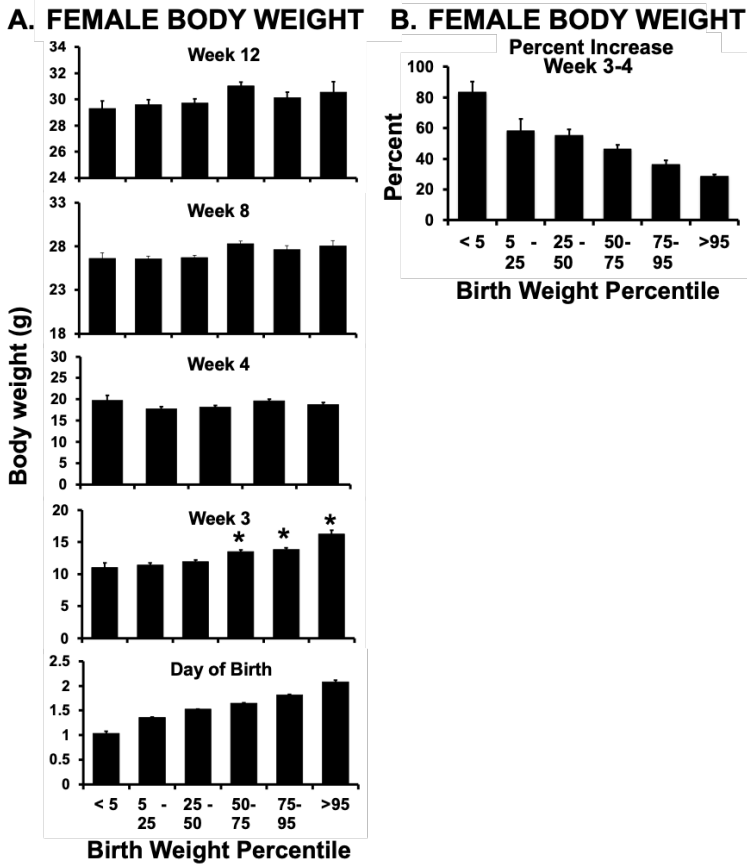 A. FEMALE BODY WEIGHT
Week 12
34
32
30
28
26
24
Week 8
33
28
23
18
Week 4
30
25
20
15
10
5
0
Week 3
20
15
10
5
0
* * *
Day of Birth
2.5
2
1.5
1
0.5
0
< 5 5 - 25 - 50- 75- >95
25 50 75 95
Birth Weight Percentile
Body weight (g)
B. FEMALE BODY WEIGHT
Percent Increase
Week 3-4
100
80
60
40
20
0
Percent
< 5 5 - 25 - 50- 75- >95
25 50 75 95
Birth Weight Percentile